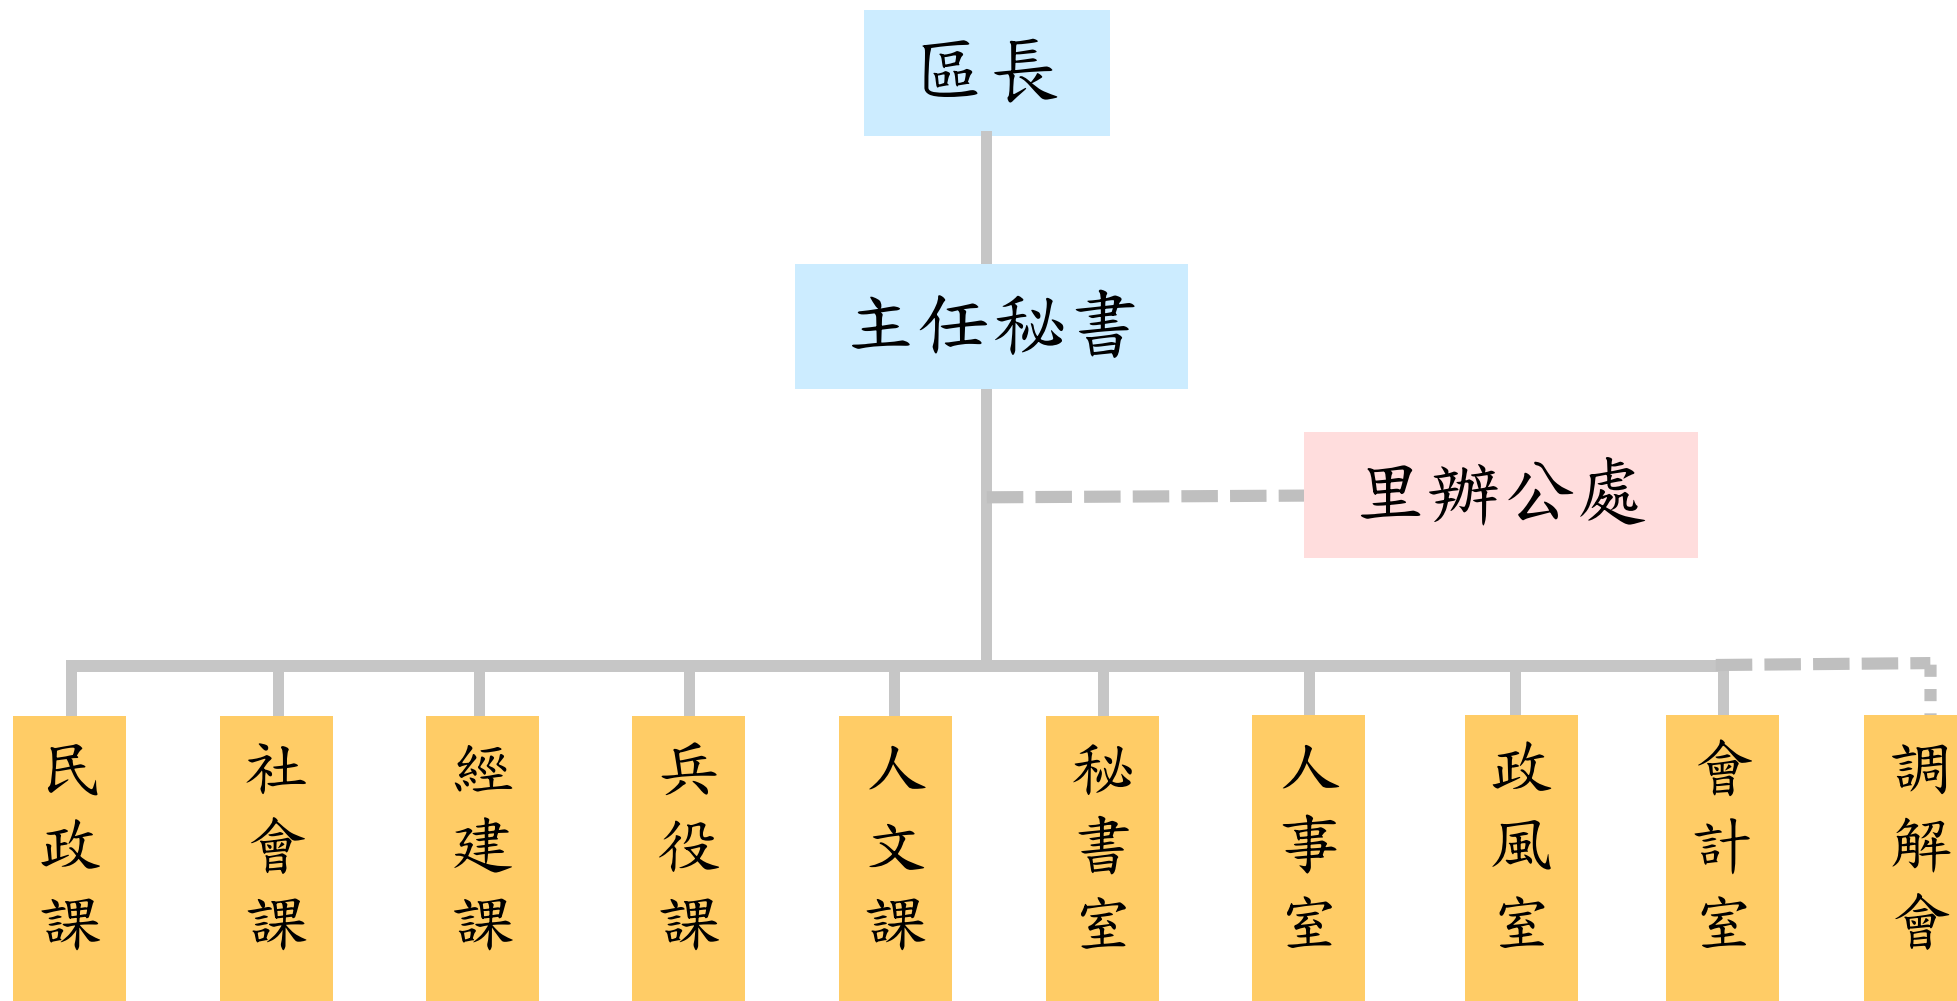 區長
主任秘書
里辦公處
民政課
社會課
經建課
兵役課
人文課
秘書室
人事室
政風室
會計室
調解會